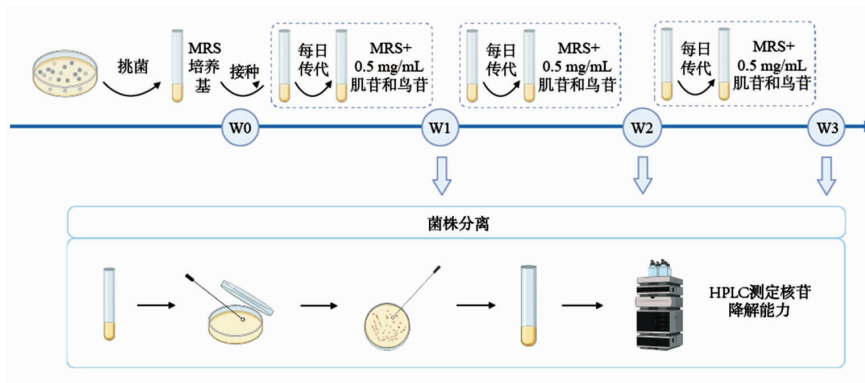 挑菌
MRS
培养
基
接种
每日
传代
MRS+
0.5 mg/mL
肌苷和鸟苷
每日
传代
MRS+
0.5 mg/mL
肌苷和鸟苷
每日
传代
MRS+
0.5 mg/mL
肌苷和鸟苷
W0
W1
W2
W3
菌株分离
HPLC测定核苷
降解能力